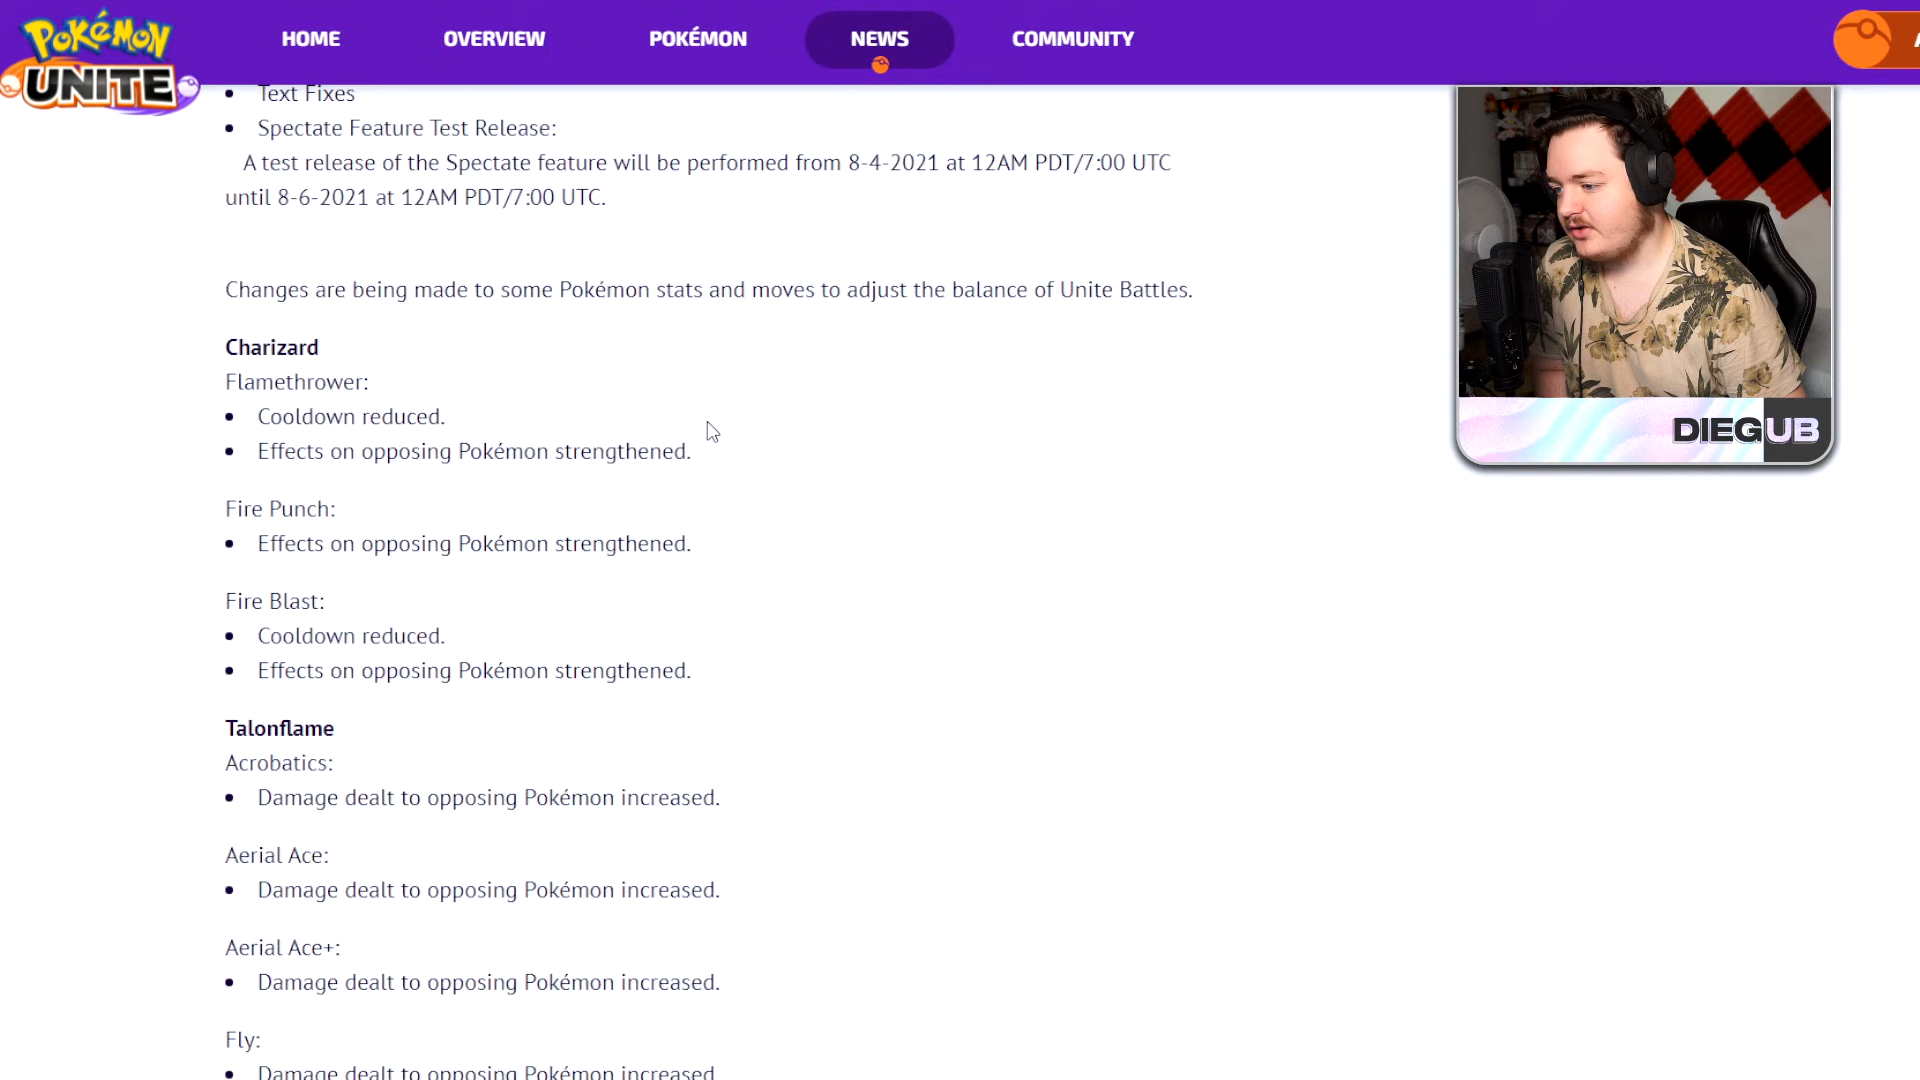 Pokémon
UNITE
HOME
OVERVIEW
POKÉMON
NEWS
COMMUNITY
• Text Fixes
• Spectate Feature Test Release:
A test release of the Spectate feature will be performed from 8-4-2021 at 12AM PDT/7:00 UTC
until 8-6-2021 at 12AM PDT/7:00 UTC.
Changes are being made to some Pokémon stats and moves to adjust the balance of Unite Battles.
Charizard
Flamethrower:
• Cooldown reduced.
• Effects on opposing Pokémon strengthened.
Fire Punch:
• Effects on opposing Pokémon strengthened.
Fire Blast:
• Cooldown reduced.
• Effects on opposing Pokémon strengthened.
Talonflame
Acrobatics:
• Damage dealt to opposing Pokémon increased.
Aerial Ace:
• Damage dealt to opposing Pokémon increased.
Aerial Ace+:
• Damage dealt to opposing Pokémon increased.
Fly:
• Damage dealt to opposing Pokémon increased
DIEGUB